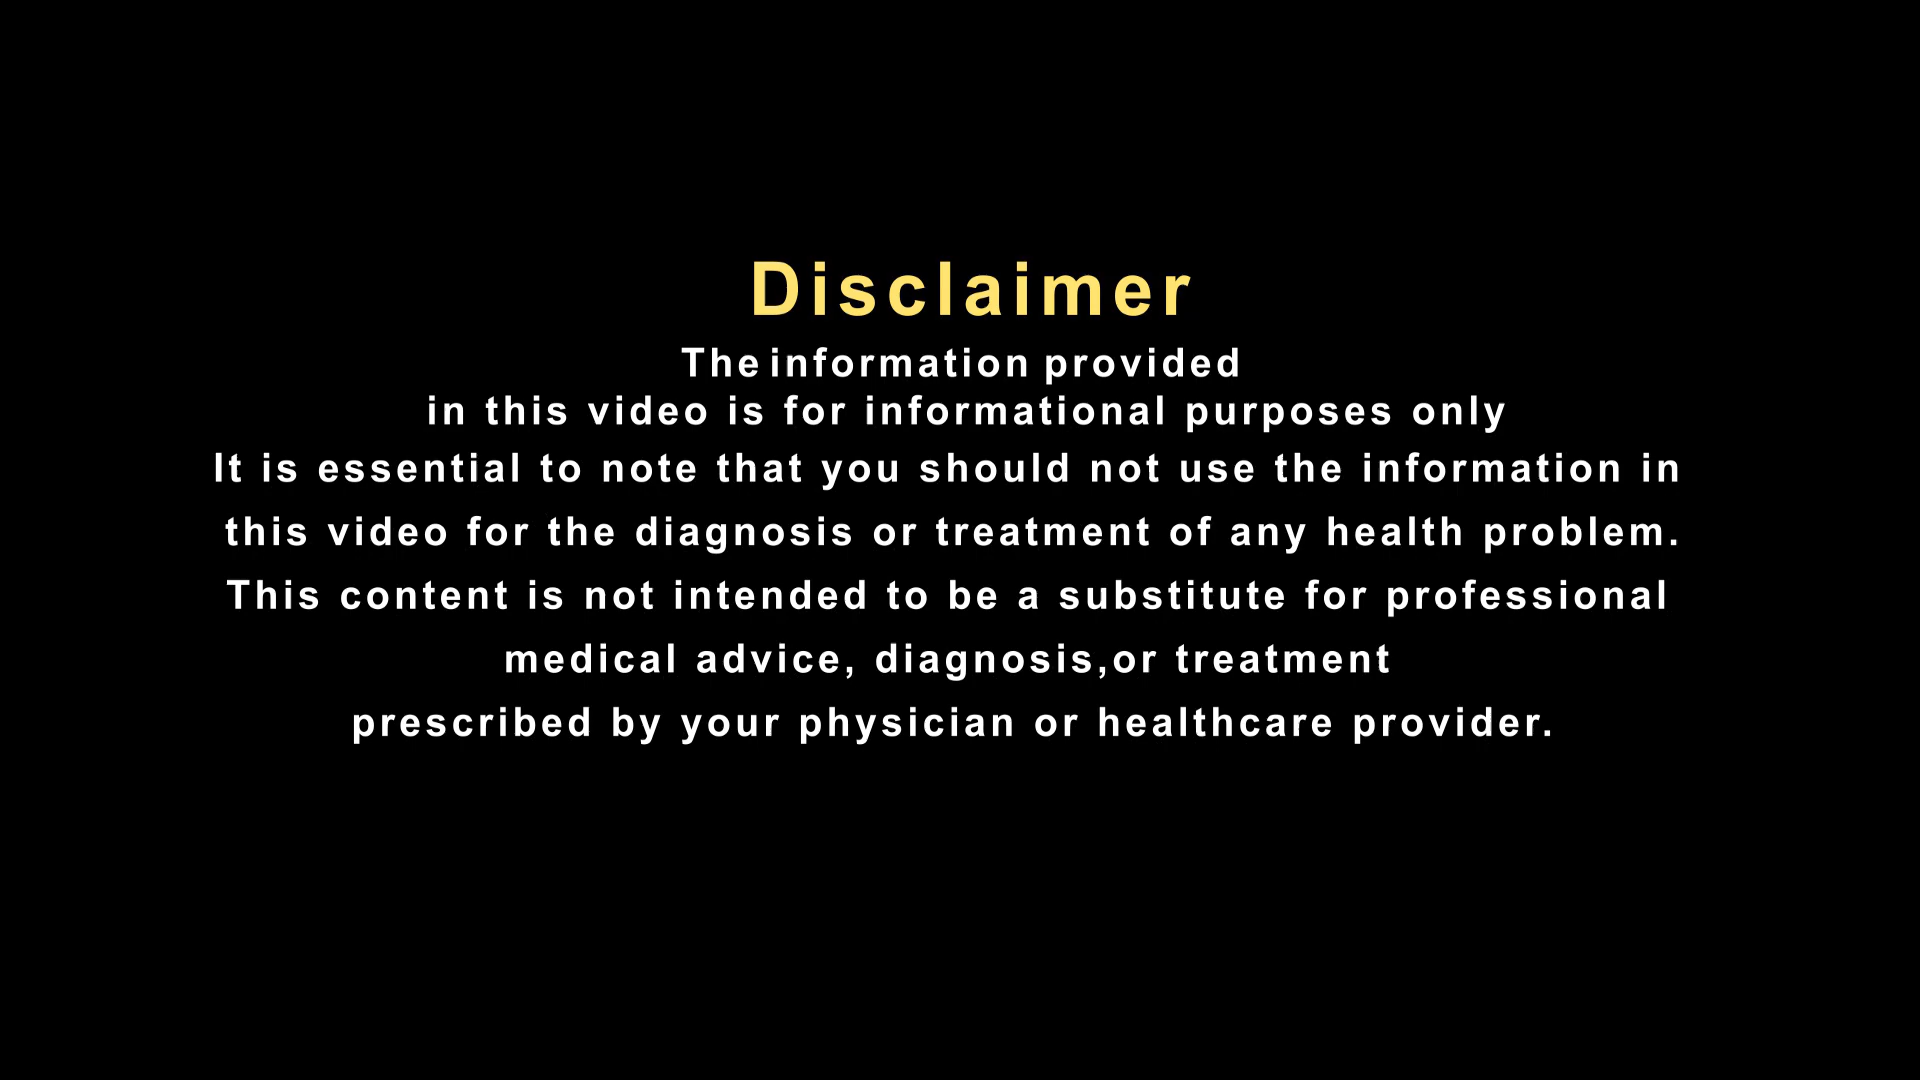 Disclaimer
The information provided
in this video is for informational purposes only
It is essential to note that you should not use the information in
this video for the diagnosis or treatment of any health problem.
This content is not intended to be a substitute for professional
medical advice, diagnosis,or treatment
prescribed by your physician or healthcare provider.